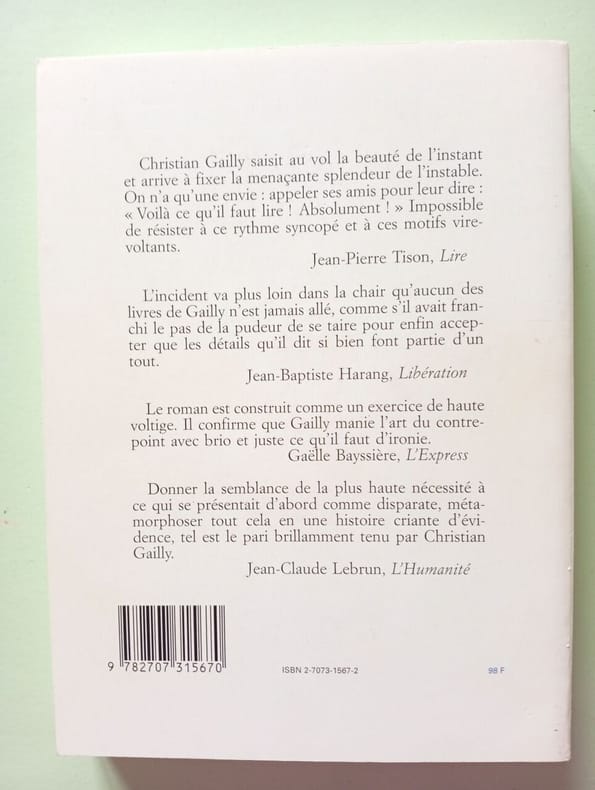 Christian Gailly saisit au vol la beauté de l'instant
et arrive à fixer la menaçante splendeur de l'instable.
On n'a qu'une envie : appeler ses amis pour leur dire :
« Voilà ce qu'il faut lire ! Absolument ! » Impossible
de résister à ce rythme syncopé et à ces motifs vire-
voltants.
Jean-Pierre Tison, Lire
L'incident va plus loin dans la chair qu'aucun des
livres de Gailly n'est jamais allé, comme s'il avait fran-
chi le pas de la pudeur de se taire pour enfin accep-
ter que les détails qu'il dit si bien font partie d'un
tout.
Jean-Baptiste Harang, Libération
Le roman est construit comme un exercice de haute
voltige. Il confirme que Gailly manie l'art du contre-
point avec brio et juste ce qu'il faut d'ironie.
Gaëlle Bayssière, L'Express
Donner la semblance de la plus haute nécessité à
ce qui se présentait d'abord comme disparate, méta-
morphoser tout cela en une histoire criante d'évi-
dence, tel est le pari brillamment tenu par Christian
Gailly.
Jean-Claude Lebrun, L'Humanité
9 782707 315670
ISBN 2-7073-1567-2
98 F